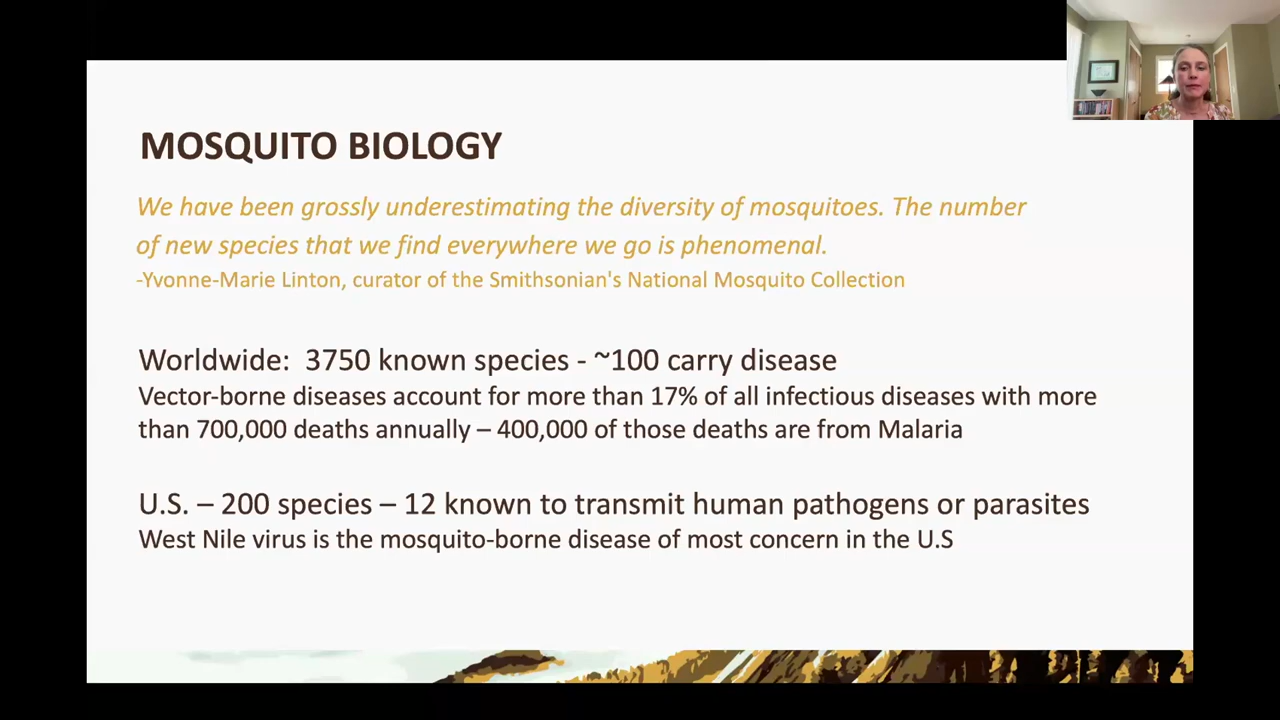 MOSQUITO BIOLOGY
We have been grossly underestimating the diversity of mosquitoes. The number
of new species that we find everywhere we go is phenomenal.
-Yvonne-Marie Linton, curator of the Smithsonian's National Mosquito Collection
Worldwide:  3750 known species - ~100 carry disease
Vector-borne diseases account for more than 17% of all infectious diseases with more
than 700,000 deaths annually – 400,000 of those deaths are from Malaria
U.S. – 200 species – 12 known to transmit human pathogens or parasites
West Nile virus is the mosquito-borne disease of most concern in the U.S